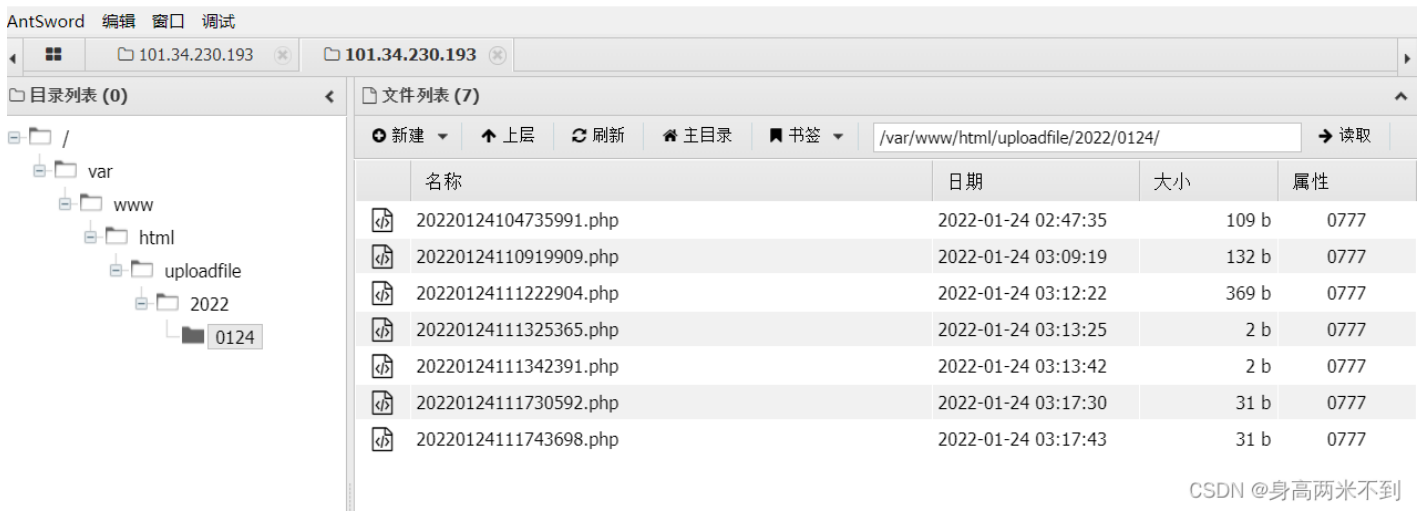 AntSword 编辑 窗口 调试
101.34.230.193 101.34.230.193
目录列表 (0) 文件列表 (7)
新建 上层 刷新 主目录 书签 /var/www/html/uploadfile/2022/0124/ 读取
/
var
www
html
uploadfile
2022
0124
名称 日期 大小 属性
20220124104735991.php 2022-01-24 02:47:35 109 b 0777
20220124110919909.php 2022-01-24 03:09:19 132 b 0777
20220124111222904.php 2022-01-24 03:12:22 369 b 0777
20220124111325365.php 2022-01-24 03:13:25 2 b 0777
20220124111342391.php 2022-01-24 03:13:42 2 b 0777
20220124111730592.php 2022-01-24 03:17:30 31 b 0777
20220124111743698.php 2022-01-24 03:17:43 31 b 0777
CSDN @身高两米不到